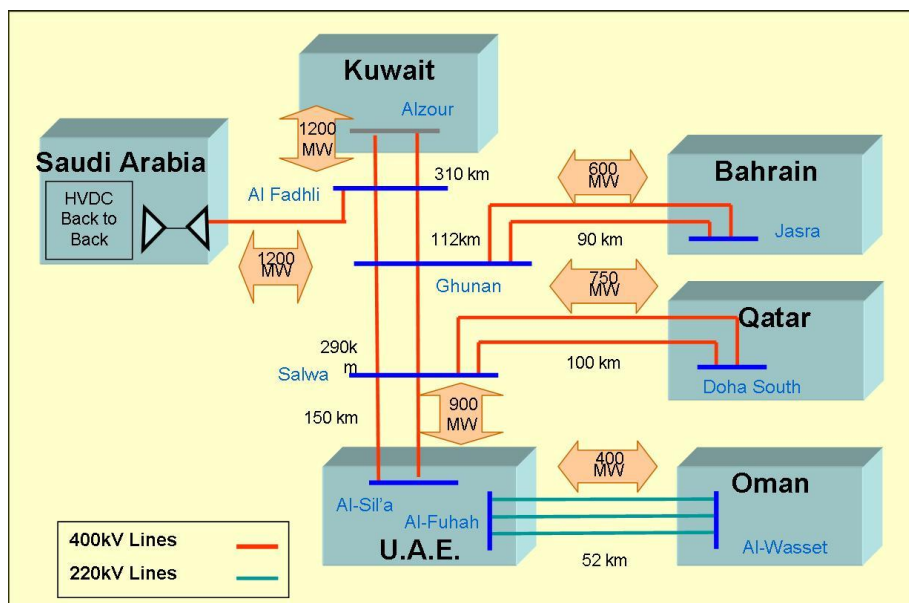 Kuwait
Alzour
1200
MW
Saudi Arabia
HVDC
Back to
Back
Al Fadhli
310 km
600
MW
Bahrain
Jasra
112km
90 km
1200
MW
Ghunan
750
MW
Qatar
290k
m
Salwa
100 km
Doha South
150 km
900
MW
400
MW
Oman
Al-Sil'a
Al-Fuhah
U.A.E.
Al-Wasset
52 km
400kV Lines
220kV Lines